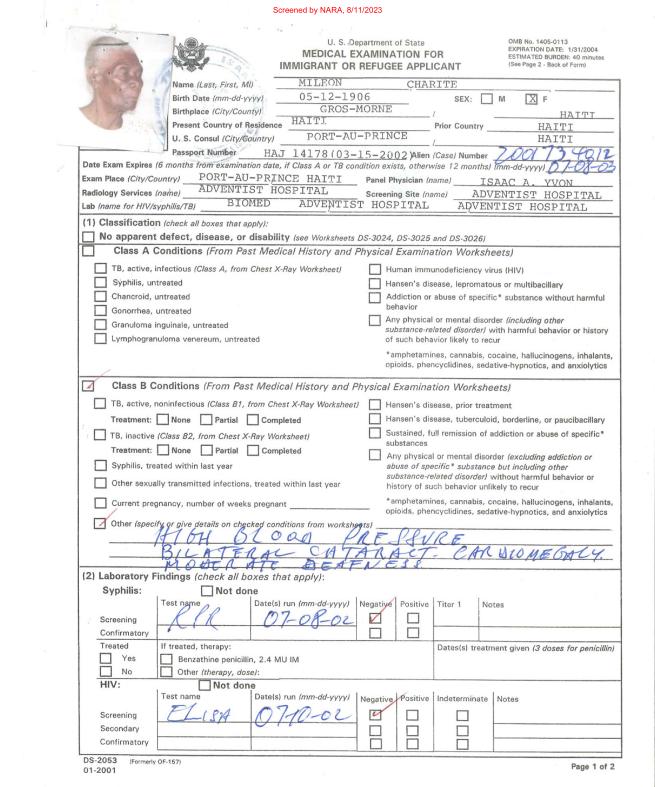 Screened by NARA, 8/11/2023
U. S. Department of State
MEDICAL EXAMINATION FOR
IMMIGRANT OR REFUGEE APPLICANT
OMB No. 1405-0113
EXPIRATION DATE: 1/31/2004
ESTIMATED BURDEN: 40 minutes
(See Page 2 - Back of Form)
Name (Last, First, MI) MILEON CHARITE
Birth Date (mm-dd-yyyy) 05-12-1906 SEX: M X F
Birthplace (City/Country) GROS-MORNE / HAITI
Present Country of Residence HAITI Prior Country HAITI
U. S. Consul (City/Country) PORT-AU-PRINCE / HAITI
Passport Number HAJ 14178(03-15-2002) Alien (Case) Number
Date Exam Expires (6 months from examination date, if Class A or TB condition exists, otherwise 12 months) (mm-dd-yyyy) 07-08-03
Exam Place (City/Country) PORT-AU-PRINCE HAITI Panel Physician (name) ISAAC A. YVON
Radiology Services (name) ADVENTIST HOSPITAL Screening Site (name) ADVENTIST HOSPITAL
Lab (name for HIV/syphilis/TB) BIOMED ADVENTIST HOSPITAL ADVENTIST HOSPITAL
(1) Classification (check all boxes that apply):
No apparent defect, disease, or disability (see Worksheets DS-3024, DS-3025 and DS-3026)
Class A Conditions (From Past Medical History and Physical Examination Worksheets)
TB, active, infectious (Class A, from Chest X-Ray Worksheet)
Syphilis, untreated
Chancroid, untreated
Gonorrhea, untreated
Granuloma inguinale, untreated
Lymphogranuloma venereum, untreated
Human immunodeficiency virus (HIV)
Hansen's disease, lepromatous or multibacillary
Addiction or abuse of specific* substance without harmful
behavior
Any physical or mental disorder (including other
substance-related disorder) with harmful behavior or history
of such behavior likely to recur
*amphetamines, cannabis, cocaine, hallucinogens, inhalants,
opioids, phencyclidines, sedative-hypnotics, and anxiolytics
Class B Conditions (From Past Medical History and Physical Examination Worksheets)
TB, active, noninfectious (Class B1, from Chest X-Ray Worksheet)
Treatment: None Partial Completed
TB, inactive (Class B2, from Chest X-Ray Worksheet)
Treatment: None Partial Completed
Syphilis, treated within last year
Other sexually transmitted infections, treated within last year
Current pregnancy, number of weeks pregnant
Hansen's disease, prior treatment
Hansen's disease, tuberculoid, borderline, or paucibacillary
Sustained, full remission of addiction or abuse of specific*
substances
Any physical or mental disorder (excluding addiction or
abuse of specific* substance but including other
substance-related disorder) without harmful behavior or
history of such behavior unlikely to recur
*amphetamines, cannabis, cocaine, hallucinogens, inhalants,
opioids, phencyclidines, sedative-hypnotics, and anxiolytics
Other (specify or give details on checked conditions from worksheets)
HIGH BLOOD PRESSURE
BILATERAL CATARACT. CARDIOMEGALY.
MODERATE DEAFNESS
(2) Laboratory Findings (check all boxes that apply):
Syphilis: Not done
Test name Date(s) run (mm-dd-yyyy) Negative Positive Titer 1 Notes
Screening RPR 07-08-02
Confirmatory
Treated If treated, therapy: Dates(s) treatment given (3 doses for penicillin)
Yes Benzathine penicillin, 2.4 MU IM
No Other (therapy, dose):
HIV: Not done
Test name Date(s) run (mm-dd-yyyy) Negative Positive Indeterminate Notes
Screening ELISA 07-10-02
Secondary
Confirmatory
DS-2053 (Formerly OF-157)
01-2001
Page 1 of 2